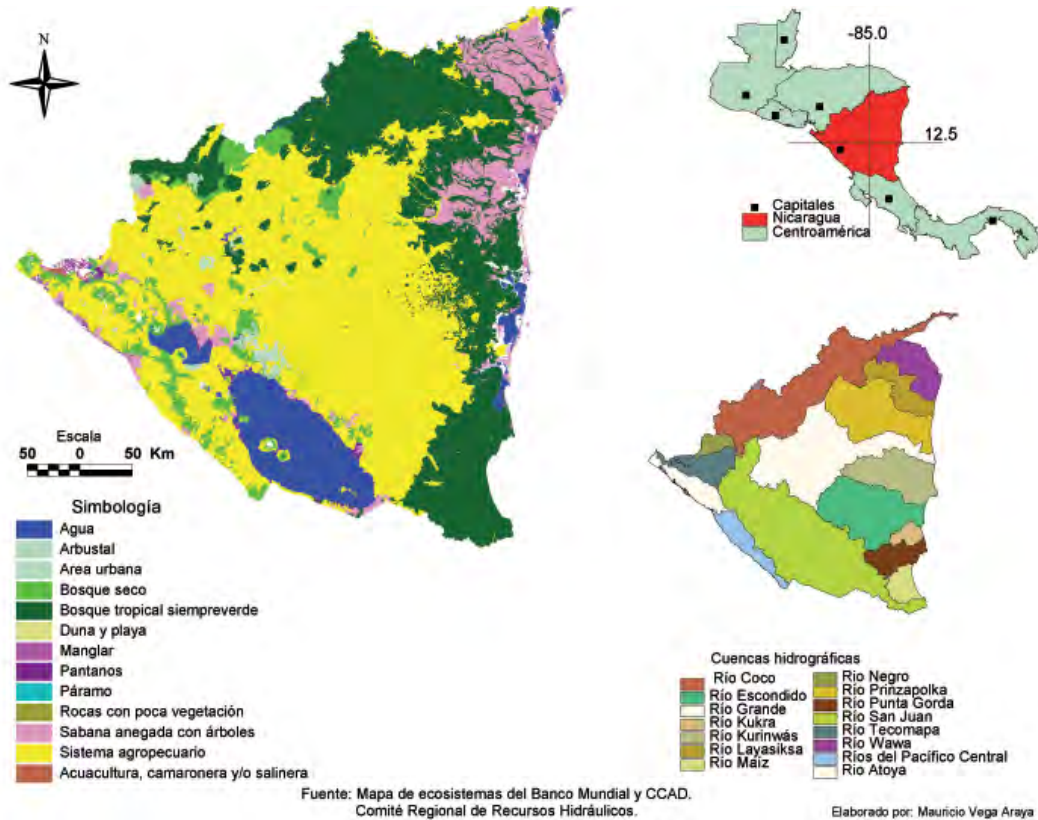 N
Escala
50 0 50 Km
Simbología
Agua
Arbustal
Area urbana
Bosque seco
Bosque tropical siempreverde
Duna y playa
Manglar
Pantanos
Páramo
Rocas con poca vegetación
Sabana anegada con árboles
Sistema agropecuario
Acuacultura, camaronera y/o salinera
-85.0
12.5
Capitales
Nicaragua
Centroamérica
Cuencas hidrográficas
Río Coco
Río Escondido
Río Grande
Río Kukra
Río Kurinwás
Río Layasiksa
Río Maíz
Río Negro
Río Prinzapolka
Río Punta Gorda
Río San Juan
Río Tecomapa
Río Wawa
Ríos del Pacífico Central
Río Atoya
Fuente: Mapa de ecosistemas del Banco Mundial y CCAD.
Comité Regional de Recursos Hidráulicos.
Elaborado por: Mauricio Vega Araya